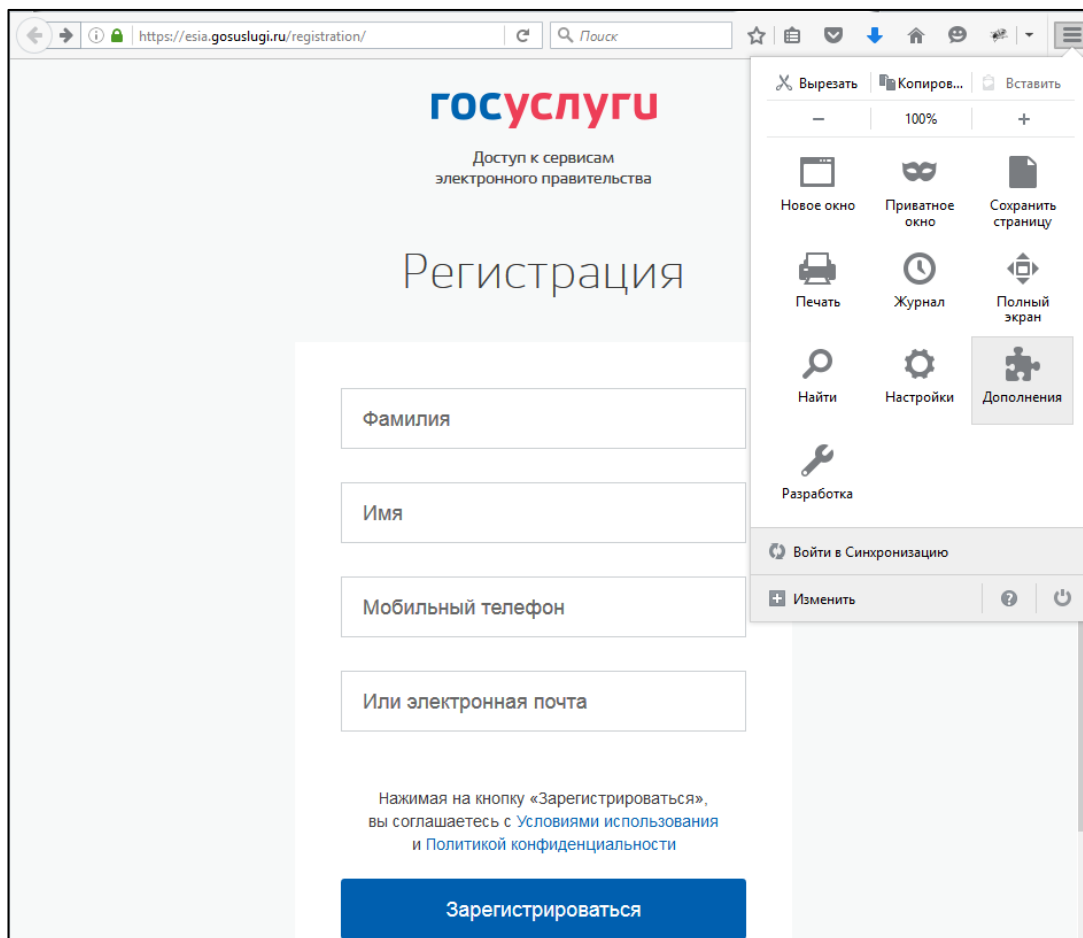 https://esia.gosuslugi.ru/registration/
Поиск
Вырезать
Копиров...
Вставить
100%
Новое окно
Приватное
окно
Сохранить
страницу
Печать
Журнал
Полный
экран
Найти
Настройки
Дополнения
Разработка
Войти в Синхронизацию
Изменить
госуслуги
Доступ к сервисам
электронного правительства
Регистрация
Фамилия
Имя
Мобильный телефон
Или электронная почта
Нажимая на кнопку «Зарегистрироваться»,
вы соглашаетесь с Условиями использования
и Политикой конфиденциальности
Зарегистрироваться